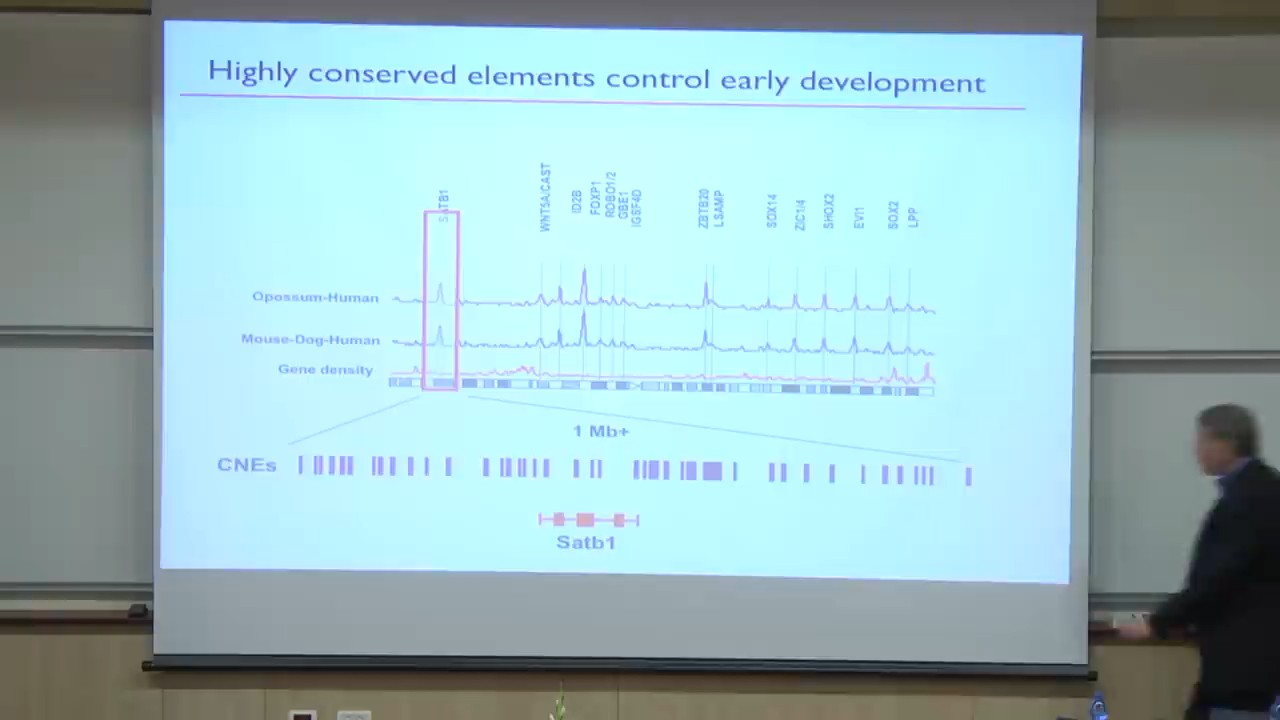 Highly conserved elements control early development
SATB1
WNT5A/CAST
ID2B
FOXP1
ROBO1/2
GBE1
IGSF4D
ZBTB20
LSAMP
SOX14
ZIC1/4
SHOX2
EVI1
SOX2
LPP
Opossum-Human
Mouse-Dog-Human
Gene density
1 Mb+
CNEs
Satb1